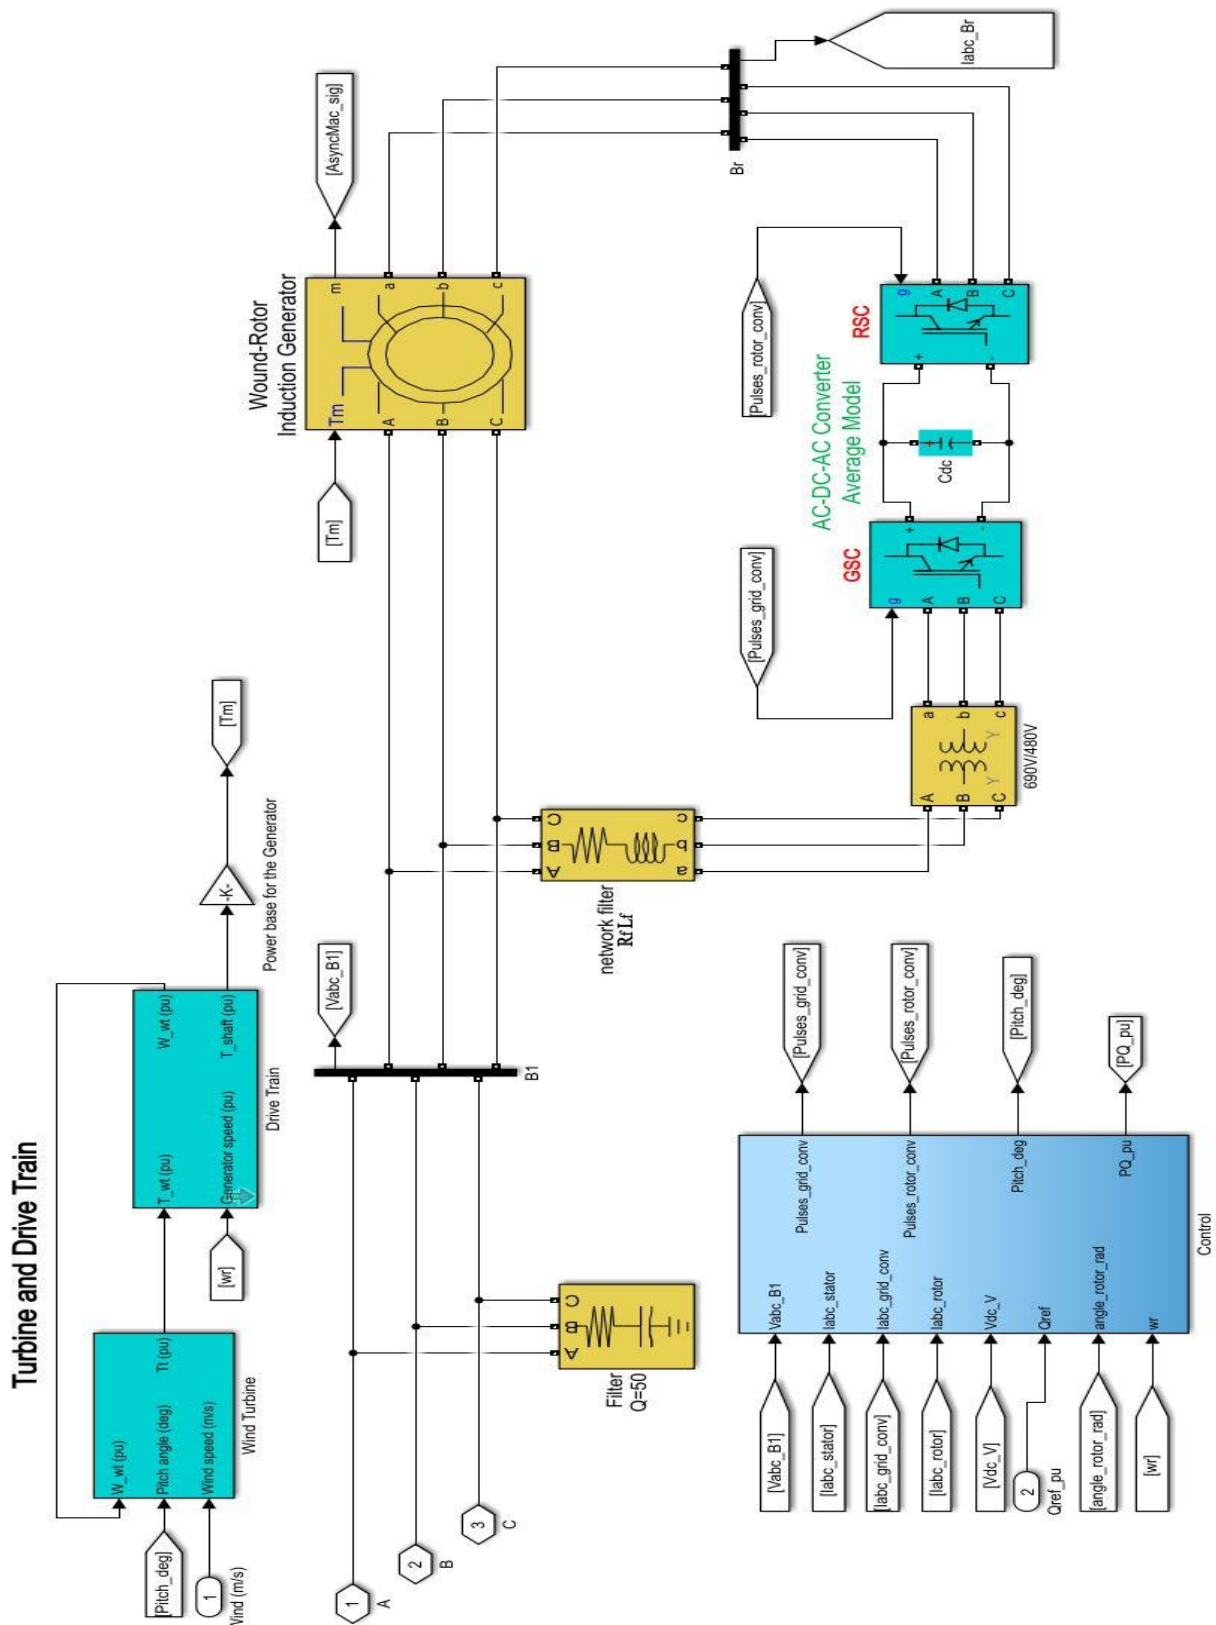 Turbine and Drive Train
[Pitch_deg]
1
Vind (m/s)
W_wt (pu)
Pitch angle (deg)
Wind speed (m/s)
Tt (pu)
Wind Turbine
[wr]
T_wt (pu)
Generator speed (pu)
W_wt (pu)
T_shaft (pu)
Drive Train
-K-
Power base for the Generator
[Tm]
1
A
2
B
3
C
A
B
C
Filter
Q=50
[Vabc_B1]
B1
A
B
C
a
b
c
network filter
RfLf
[Tm]
Wound-Rotor
Induction Generator
Tm
A
B
C
m
a
b
c
[AsyncMac_sig]
Br
Iabc_Br
A
B
C
a
b
c
Y
Y
690V/480V
[Pulses_grid_conv]
GSC
g
A
B
C
+
-
AC-DC-AC Converter
Average Model
+
Cdc
[Pulses_rotor_conv]
RSC
+
-
g
A
B
C
[Vabc_B1]
[Iabc_stator]
[Iabc_grid_conv]
[Iabc_rotor]
[Vdc_V]
2
Qref_pu
[angle_rotor_rad]
[wr]
Vabc_B1
Iabc_stator
Iabc_grid_conv
Iabc_rotor
Vdc_V
Qref
angle_rotor_rad
wr
Pulses_grid_conv
Pulses_rotor_conv
Pitch_deg
PQ_pu
Control
[Pulses_grid_conv]
[Pulses_rotor_conv]
[Pitch_deg]
[PQ_pu]